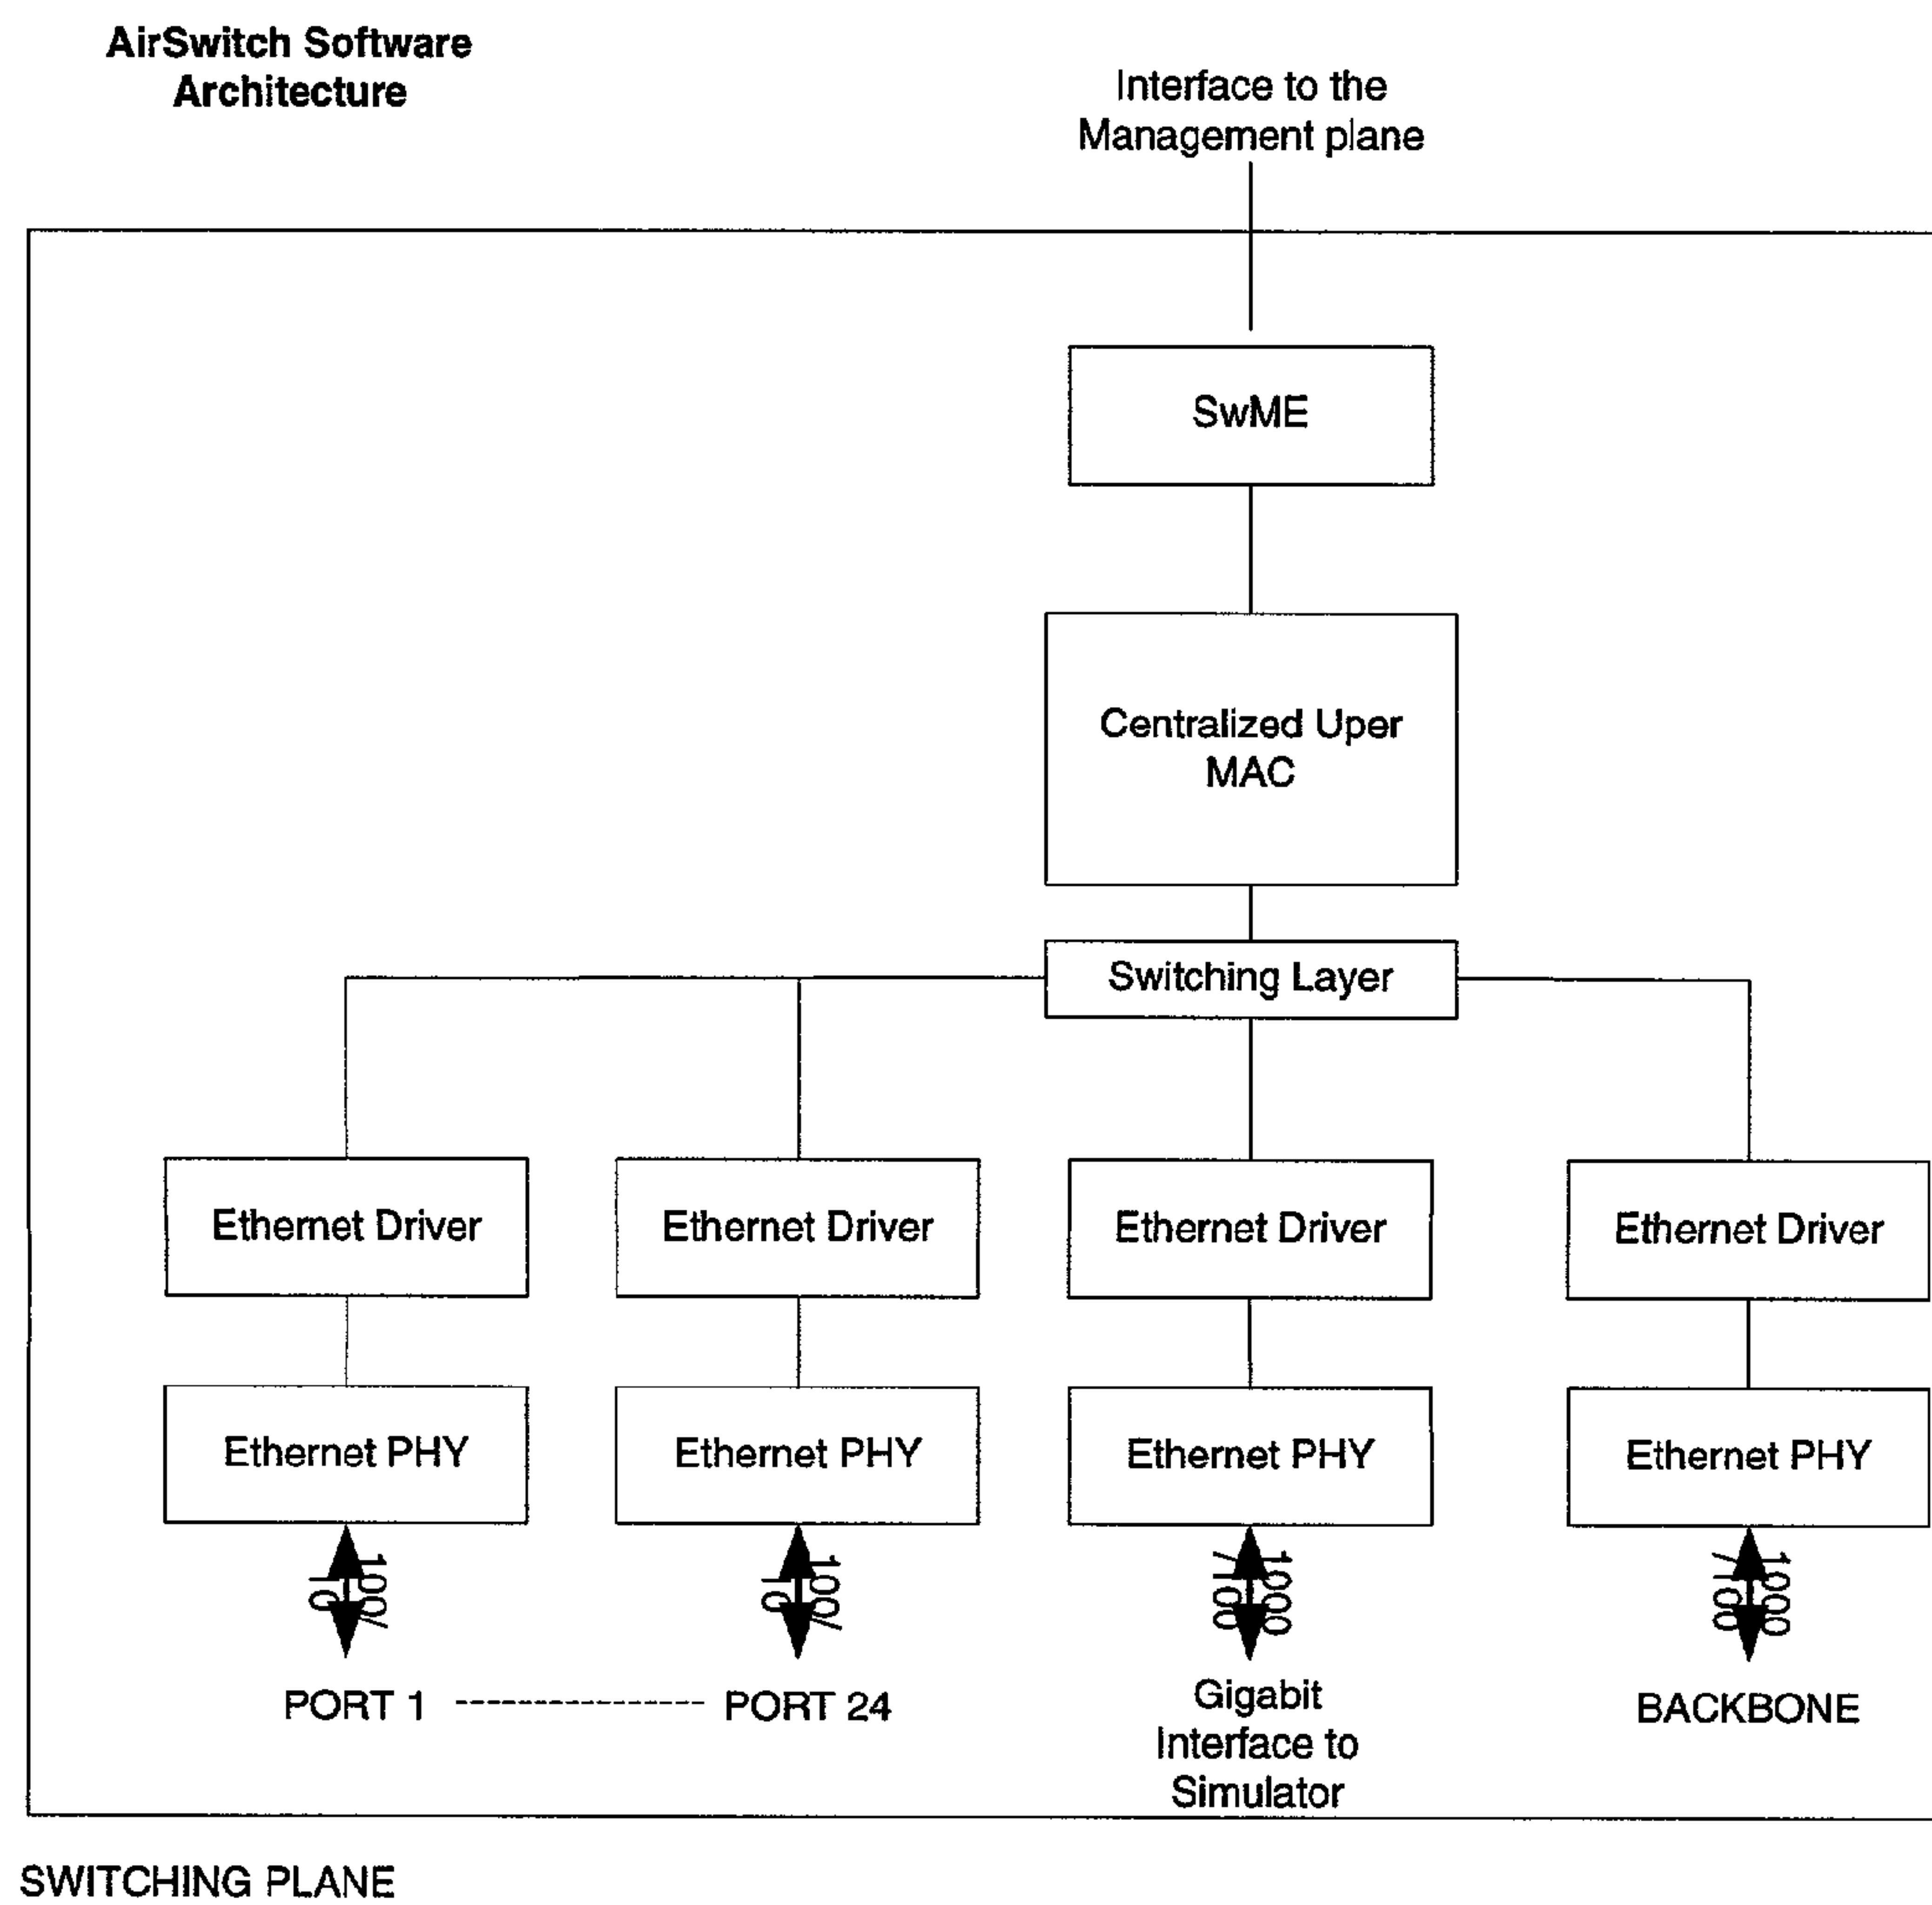 AirSwitch Software
Architecture
Interface to the
Management plane
SwME
Centralized Uper
MAC
Switching Layer
Ethernet Driver
Ethernet Driver
Ethernet Driver
Ethernet Driver
Ethernet PHY
Ethernet PHY
Ethernet PHY
Ethernet PHY
100/
10
100/
10
1000
/100
1000
/100
PORT 1
PORT 24
Gigabit
Interface to
Simulator
BACKBONE
SWITCHING PLANE